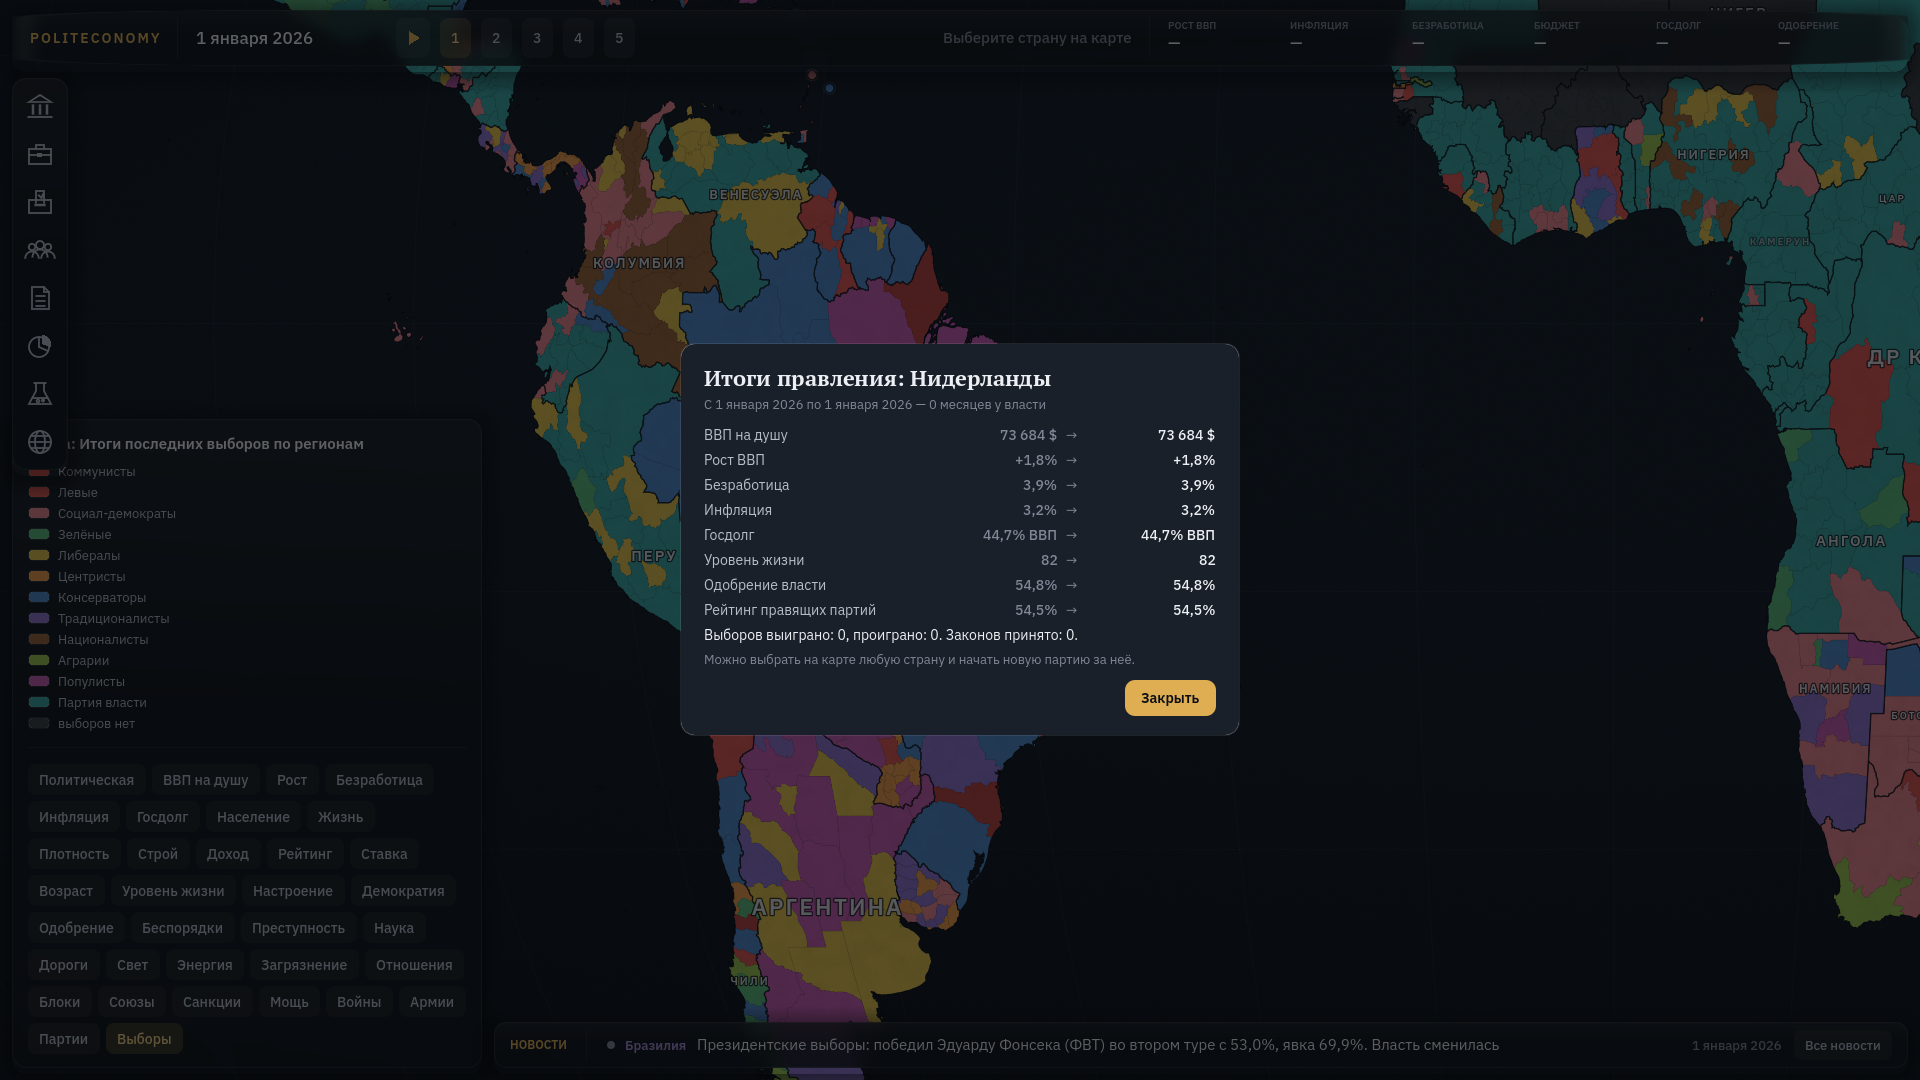 POLITECONOMY
1 января 2026
1 2 3 4 5
Выберите страну на карте
РОСТ ВВП
—
ИНФЛЯЦИЯ
—
БЕЗРАБОТИЦА
—
БЮДЖЕТ
—
ГОСДОЛГ
—
ОДОБРЕНИЕ
—
НИГЕР
НИГЕРИЯ
ВЕНЕСУЭЛА
ЦАР
КАМЕРУН
КОЛУМБИЯ
ДР К
ПЕРУ
АНГОЛА
НАМИБИЯ
БОТС
АРГЕНТИНА
ЧИЛИ
Итоги правления: Нидерланды
С 1 января 2026 по 1 января 2026 — 0 месяцев у власти
ВВП на душу 73 684 $ → 73 684 $
Рост ВВП +1,8% → +1,8%
Безработица 3,9% → 3,9%
Инфляция 3,2% → 3,2%
Госдолг 44,7% ВВП → 44,7% ВВП
Уровень жизни 82 → 82
Одобрение власти 54,8% → 54,8%
Рейтинг правящих партий 54,5% → 54,5%
Выборов выиграно: 0, проиграно: 0. Законов принято: 0.
Можно выбрать на карте любую страну и начать новую партию за неё.
Закрыть
а: Итоги последних выборов по регионам
Коммунисты
Левые
Социал-демократы
Зелёные
Либералы
Центристы
Консерваторы
Традиционалисты
Националисты
Аграрии
Популисты
Партия власти
выборов нет
Политическая ВВП на душу Рост Безработица
Инфляция Госдолг Население Жизнь
Плотность Строй Доход Рейтинг Ставка
Возраст Уровень жизни Настроение Демократия
Одобрение Беспорядки Преступность Наука
Дороги Свет Энергия Загрязнение Отношения
Блоки Союзы Санкции Мощь Войны Армии
Партии Выборы
НОВОСТИ
Бразилия Президентские выборы: победил Эдуарду Фонсека (ФВТ) во втором туре с 53,0%, явка 69,9%. Власть сменилась
1 января 2026
Все новости